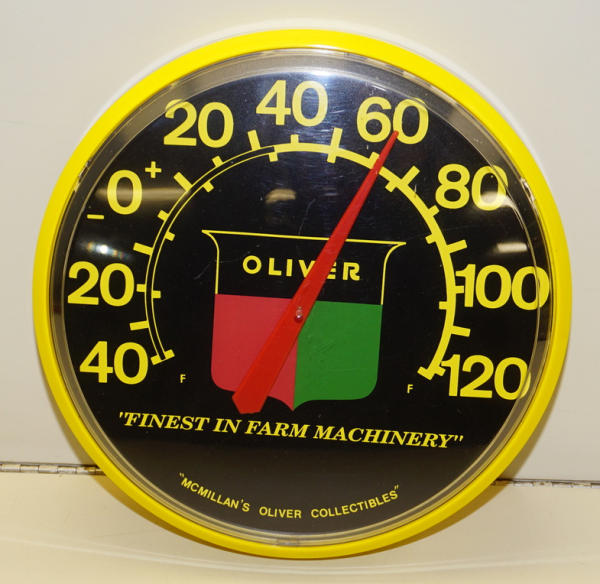 40
20
-0+
20
40
60
80
100
120
F
F
OLIVER
"FINEST IN FARM MACHINERY"
"MCMILLAN'S OLIVER COLLECTIBLES"